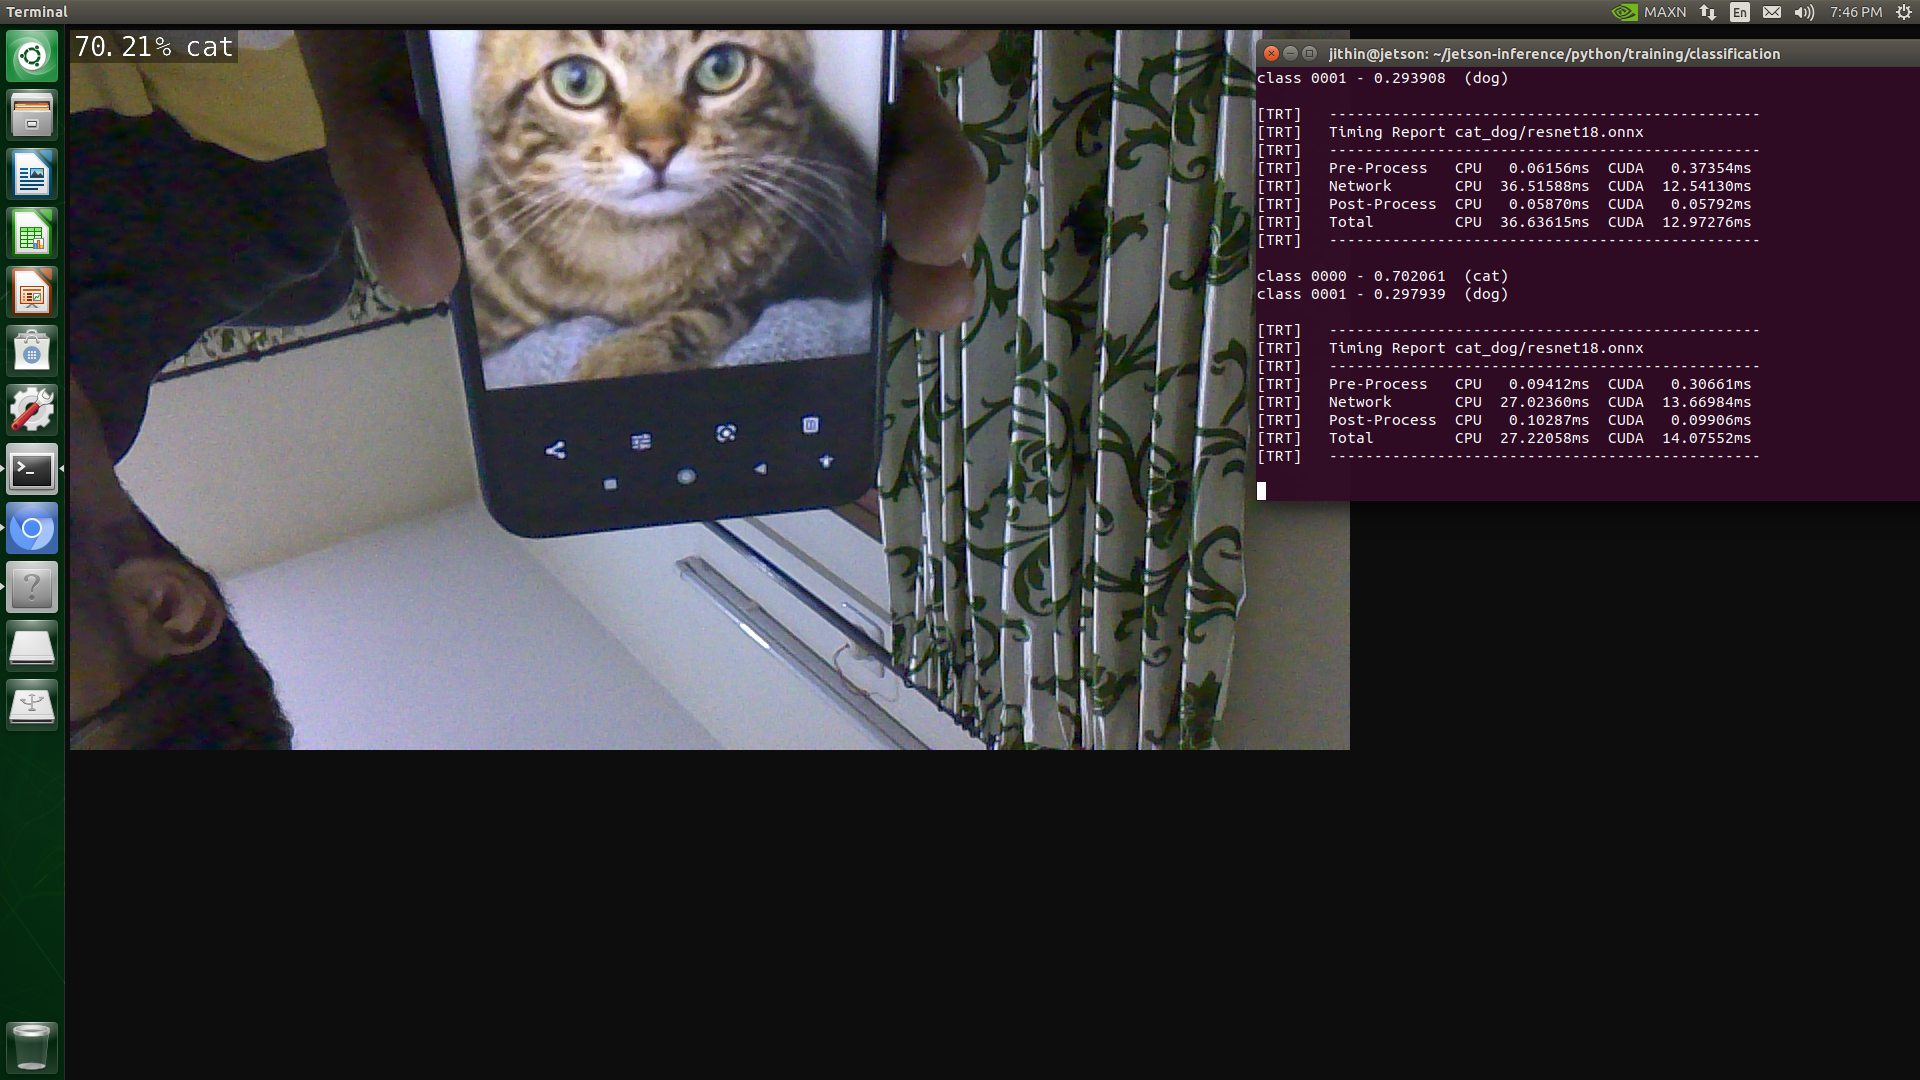 Terminal
MAXN
En
7:46 PM
70.21% cat
jithin@jetson: ~/jetson-inference/python/training/classification
class 0001 - 0.293908  (dog)
[TRT]   ------------------------------------------------
[TRT]   Timing Report cat_dog/resnet18.onnx
[TRT]   ------------------------------------------------
[TRT]   Pre-Process   CPU   0.06156ms  CUDA   0.37354ms
[TRT]   Network       CPU  36.51588ms  CUDA  12.54130ms
[TRT]   Post-Process  CPU   0.05870ms  CUDA   0.05792ms
[TRT]   Total         CPU  36.63615ms  CUDA  12.97276ms
[TRT]   ------------------------------------------------
class 0000 - 0.702061  (cat)
class 0001 - 0.297939  (dog)
[TRT]   ------------------------------------------------
[TRT]   Timing Report cat_dog/resnet18.onnx
[TRT]   ------------------------------------------------
[TRT]   Pre-Process   CPU   0.09412ms  CUDA   0.30661ms
[TRT]   Network       CPU  27.02360ms  CUDA  13.66984ms
[TRT]   Post-Process  CPU   0.10287ms  CUDA   0.09906ms
[TRT]   Total         CPU  27.22058ms  CUDA  14.07552ms
[TRT]   ------------------------------------------------